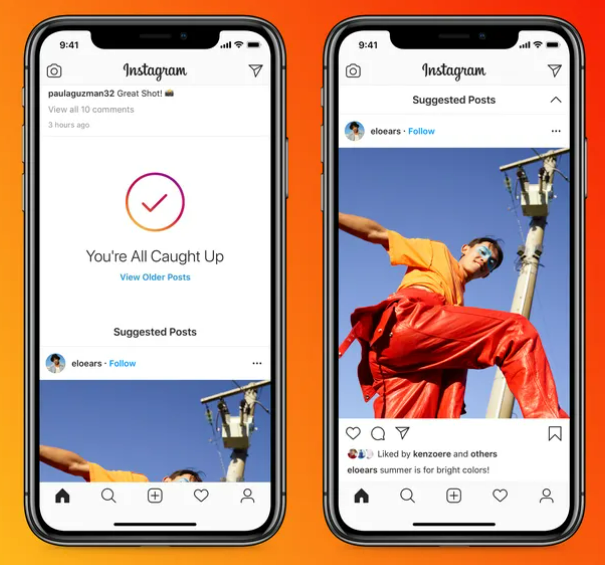 9:41
Instagram
paulaguzman32 Great Shot! 📸
View all 10 comments
3 hours ago
You're All Caught Up
View Older Posts
Suggested Posts
eloears · Follow
9:41
Instagram
Suggested Posts
eloears · Follow
Liked by kenzoere and others
eloears summer is for bright colors!